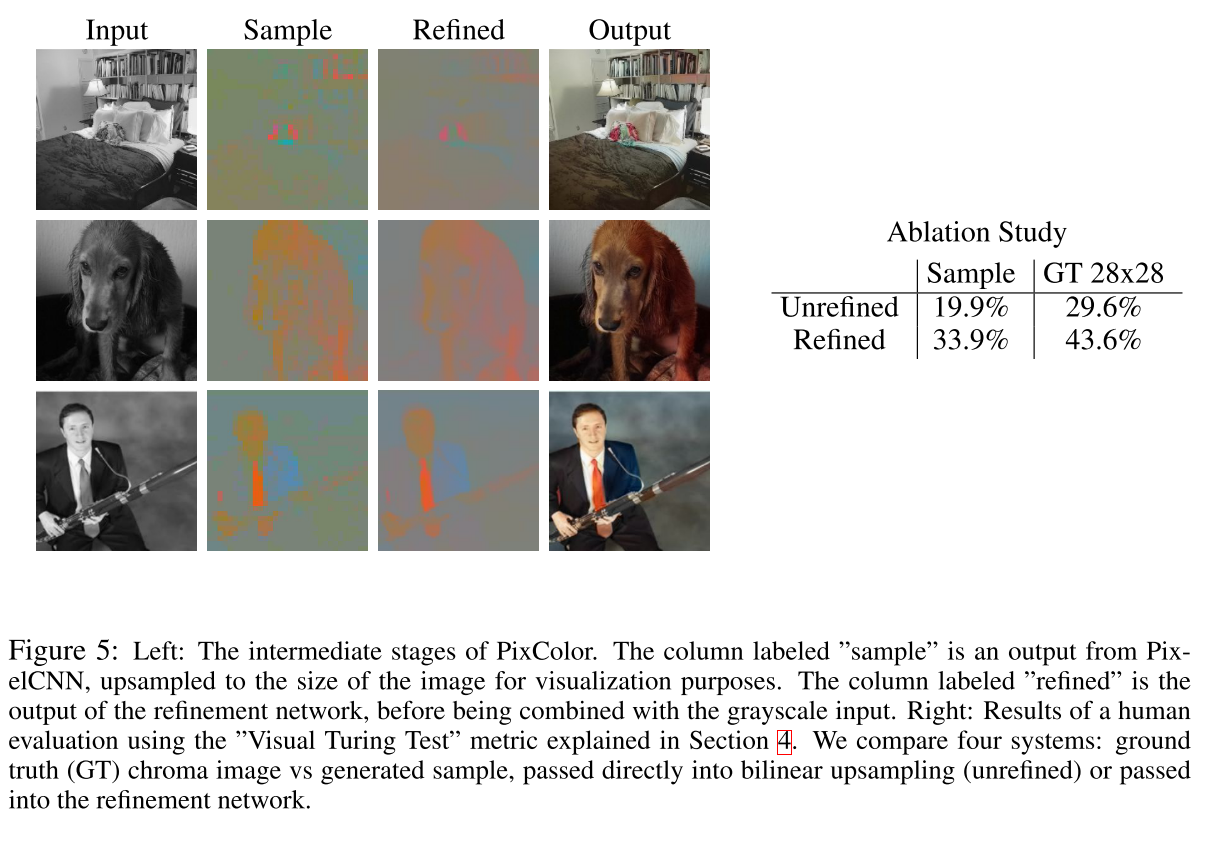 Input Sample Refined Output
Ablation Study
Sample GT 28x28
Unrefined 19.9% 29.6%
Refined 33.9% 43.6%
Figure 5: Left: The intermediate stages of PixColor. The column labeled ”sample” is an output from Pix-
elCNN, upsampled to the size of the image for visualization purposes. The column labeled ”refined” is the
output of the refinement network, before being combined with the grayscale input. Right: Results of a human
evaluation using the ”Visual Turing Test” metric explained in Section 4. We compare four systems: ground
truth (GT) chroma image vs generated sample, passed directly into bilinear upsampling (unrefined) or passed
into the refinement network.